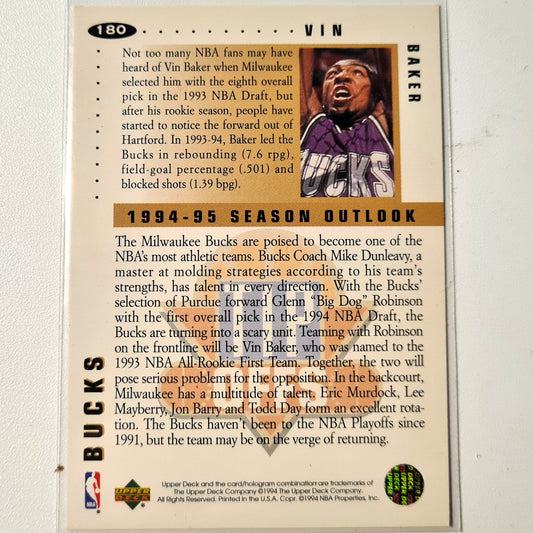 180
VIN
BAKER
Not too many NBA fans may have
heard of Vin Baker when Milwaukee
selected him with the eighth overall
pick in the 1993 NBA Draft, but
after his rookie season, people have
started to notice the forward out of
Hartford. In 1993-94, Baker led the
Bucks in rebounding (7.6 rpg),
field-goal percentage (.501) and
blocked shots (1.39 bpg).
BUCKS
1994-95 SEASON OUTLOOK
The Milwaukee Bucks are poised to become one of the
NBA's most athletic teams. Bucks Coach Mike Dunleavy, a
master at molding strategies according to his team's
strengths, has talent in every direction. With the Bucks'
selection of Purdue forward Glenn "Big Dog" Robinson
with the first overall pick in the 1994 NBA Draft, the
Bucks are turning into a scary unit. Teaming with Robinson
on the frontline will be Vin Baker, who was named to the
1993 NBA All-Rookie First Team. Together, the two will
pose serious problems for the opposition. In the backcourt,
Milwaukee has a multitude of talent. Eric Murdock, Lee
Mayberry, Jon Barry and Todd Day form an excellent rota-
tion. The Bucks haven't been to the NBA Playoffs since
1991, but the team may be on the verge of returning.
BUCKS
NBA
UPPER DECK
Upper Deck and the card/hologram combination are trademarks of
The Upper Deck Company ©1994 The Upper Deck Company.
All Rights Reserved. Printed in the U.S.A. Copr. ©1994 NBA Properties, Inc.